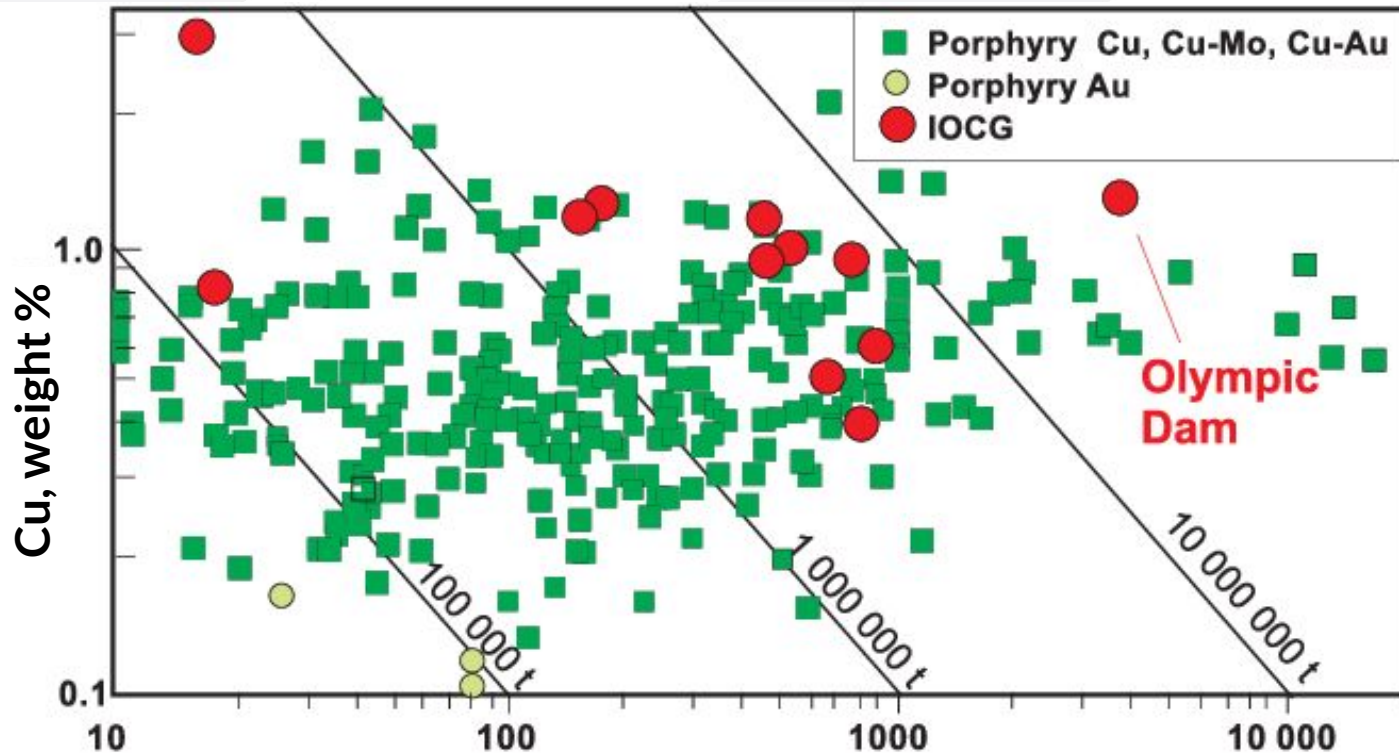 Porphyry Cu, Cu-Mo, Cu-Au
Porphyry Au
IOCG
1.0
Olympic
Dam
Cu, weight %
100 000 t
1 000 000 t
10 000 000 t
0.1
10
100
1000
10 000